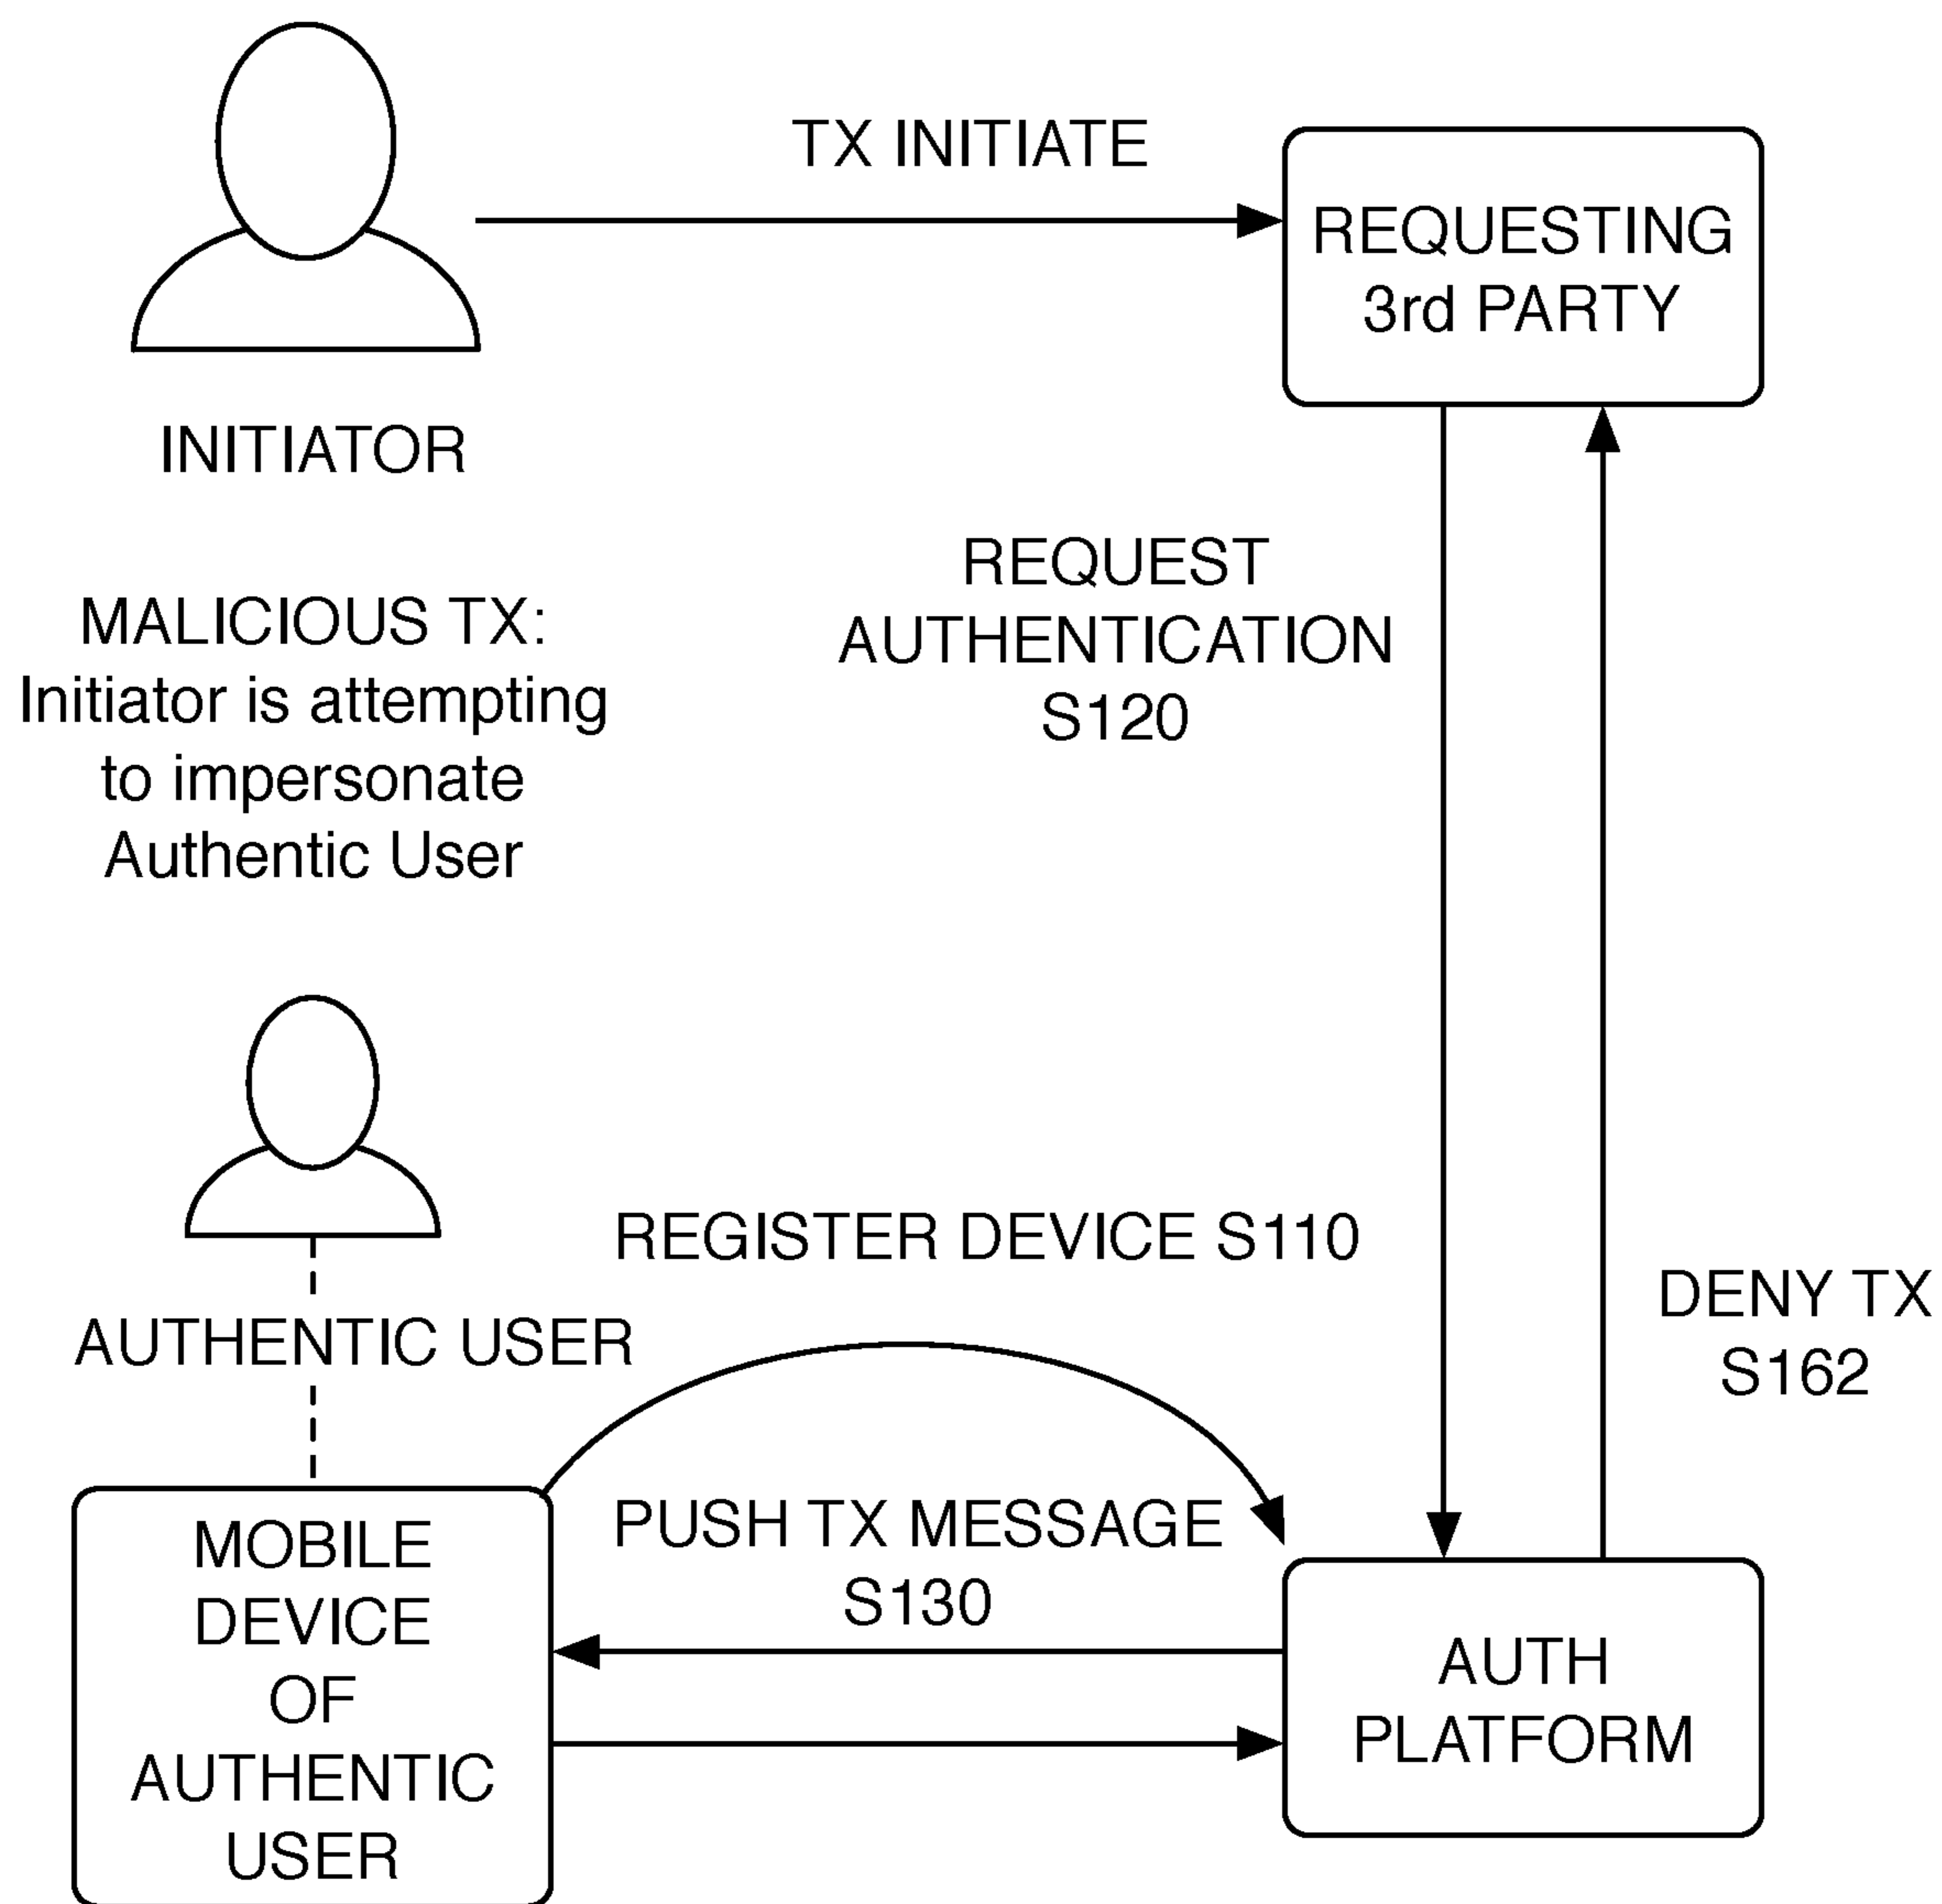 TX INITIATE
REQUESTING
3rd PARTY
INITIATOR
MALICIOUS TX:
Initiator is attempting
to impersonate
Authentic User
REQUEST
AUTHENTICATION
S120
REGISTER DEVICE S110
DENY TX
S162
AUTHENTIC USER
PUSH TX MESSAGE
S130
MOBILE
DEVICE
OF
AUTHENTIC
USER
AUTH
PLATFORM